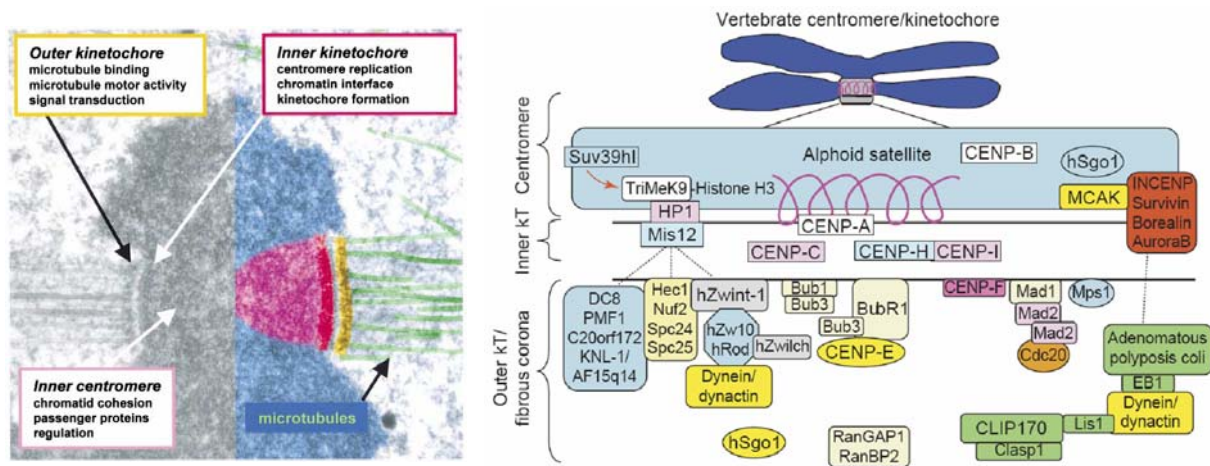 Outer kinetochore
microtubule binding
microtubule motor activity
signal transduction
Inner kinetochore
centromere replication
chromatin interface
kinetochore formation
Inner centromere
chromatid cohesion
passenger proteins
regulation
microtubules
Vertebrate centromere/kinetochore
Centromere
Suv39hI
Alphoid satellite
CENP-B
hSgo1
TriMeK9-Histone H3
MCAK
INCENP
Survivin
Borealin
AuroraB
HP1
Inner kT
CENP-A
Mis12
CENP-C
CENP-H
CENP-I
Outer kT/
fibrous corona
DC8
PMF1
C20orf172
KNL-1/
AF15q14
Hec1
Nuf2
Spc24
Spc25
hZwint-1
hZw10
hRod
hZwilch
Dynein/
dynactin
Bub1
Bub3
BubR1
Bub3
CENP-E
CENP-F
Mad1
Mad2
Mad2
Cdc20
Mps1
Adenomatous
polyposis coli
EB1
Dynein/
dynactin
Lis1
CLIP170
Clasp1
hSgo1
RanGAP1
RanBP2